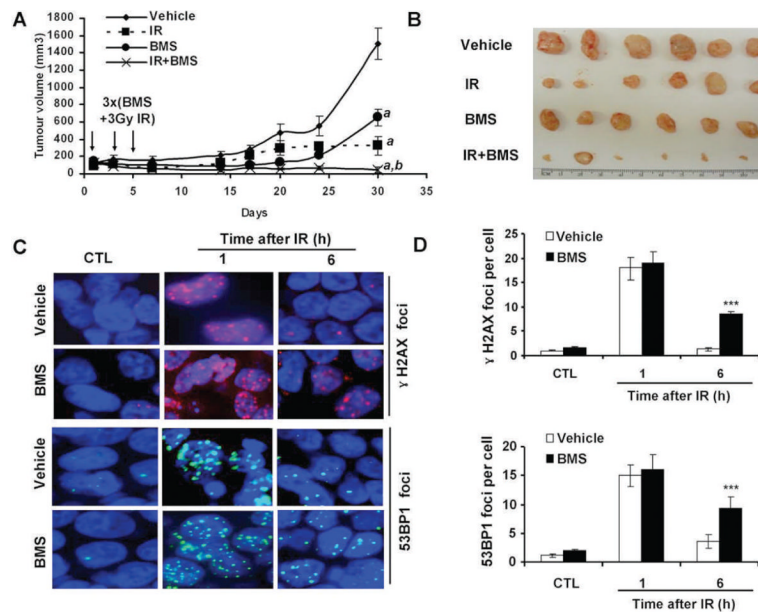 A
Tumour volume (mm3)
1800
1600
1400
1200
1000
800
600
400
200
0
0 5 10 15 20 25 30 35
Days
Vehicle
IR
BMS
IR+BMS
3x(BMS
+3Gy IR)
a
a
a,b
B
Vehicle
IR
BMS
IR+BMS
C
Time after IR (h)
CTL 1 6
Vehicle
BMS
γ H2AX foci
Vehicle
BMS
53BP1 foci
D
γ H2AX foci per cell
25
20
15
10
5
0
Vehicle
BMS
***
CTL 1 6
Time after IR (h)
53BP1 foci per cell
20
15
10
5
0
Vehicle
BMS
***
CTL 1 6
Time after IR (h)